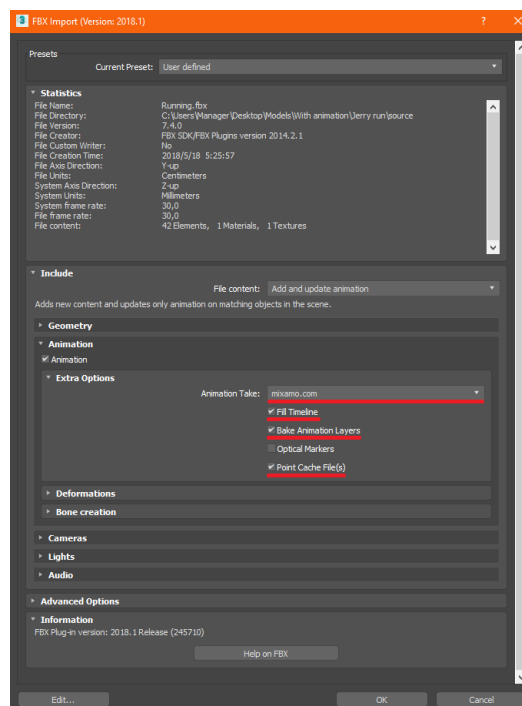 FBX Import (Version: 2018.1)
Presets
Current Preset: User defined
Statistics
File Name: Running.fbx
File Directory: C:\Users\Manager\Desktop\Models\With animation\Jerry run\source
File Version: 7.4.0
File Creator: FBX SDK/FBX Plugins version 2014.2.1
File Custom Writer: No
File Creation Time: 2018/5/18 5:25:57
File Axis Direction: Y-up
File Units: Centimeters
System Axis Direction: Z-up
System Units: Millimeters
System frame rate: 30,0
File frame rate: 30,0
File content: 42 Elements, 1 Materials, 1 Textures
Include
File content: Add and update animation
Adds new content and updates only animation on matching objects in the scene.
Geometry
Animation
Animation
Extra Options
Animation Take: mixamo.com
Fill Timeline
Bake Animation Layers
Optical Markers
Point Cache File(s)
Deformations
Bone creation
Cameras
Lights
Audio
Advanced Options
Information
FBX Plug-in version: 2018.1 Release (245710)
Help on FBX
Edit... OK Cancel